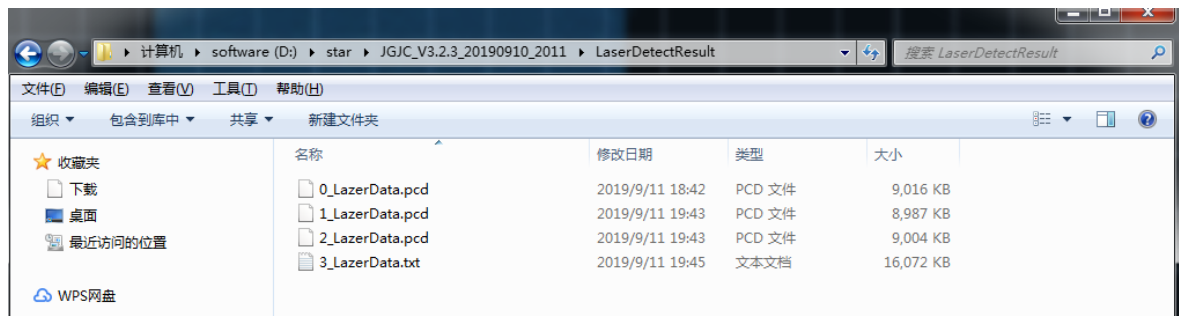 计算机 ▸ software (D:) ▸ star ▸ JGJC_V3.2.3_20190910_2011 ▸ LaserDetectResult
搜索 LaserDetectResult
文件(F) 编辑(E) 查看(V) 工具(T) 帮助(H)
组织 包含到库中 共享 新建文件夹
收藏夹
下载
桌面
最近访问的位置
WPS网盘
名称 修改日期 类型 大小
0_LazerData.pcd 2019/9/11 18:42 PCD 文件 9,016 KB
1_LazerData.pcd 2019/9/11 19:43 PCD 文件 8,987 KB
2_LazerData.pcd 2019/9/11 19:43 PCD 文件 9,004 KB
3_LazerData.txt 2019/9/11 19:45 文本文档 16,072 KB